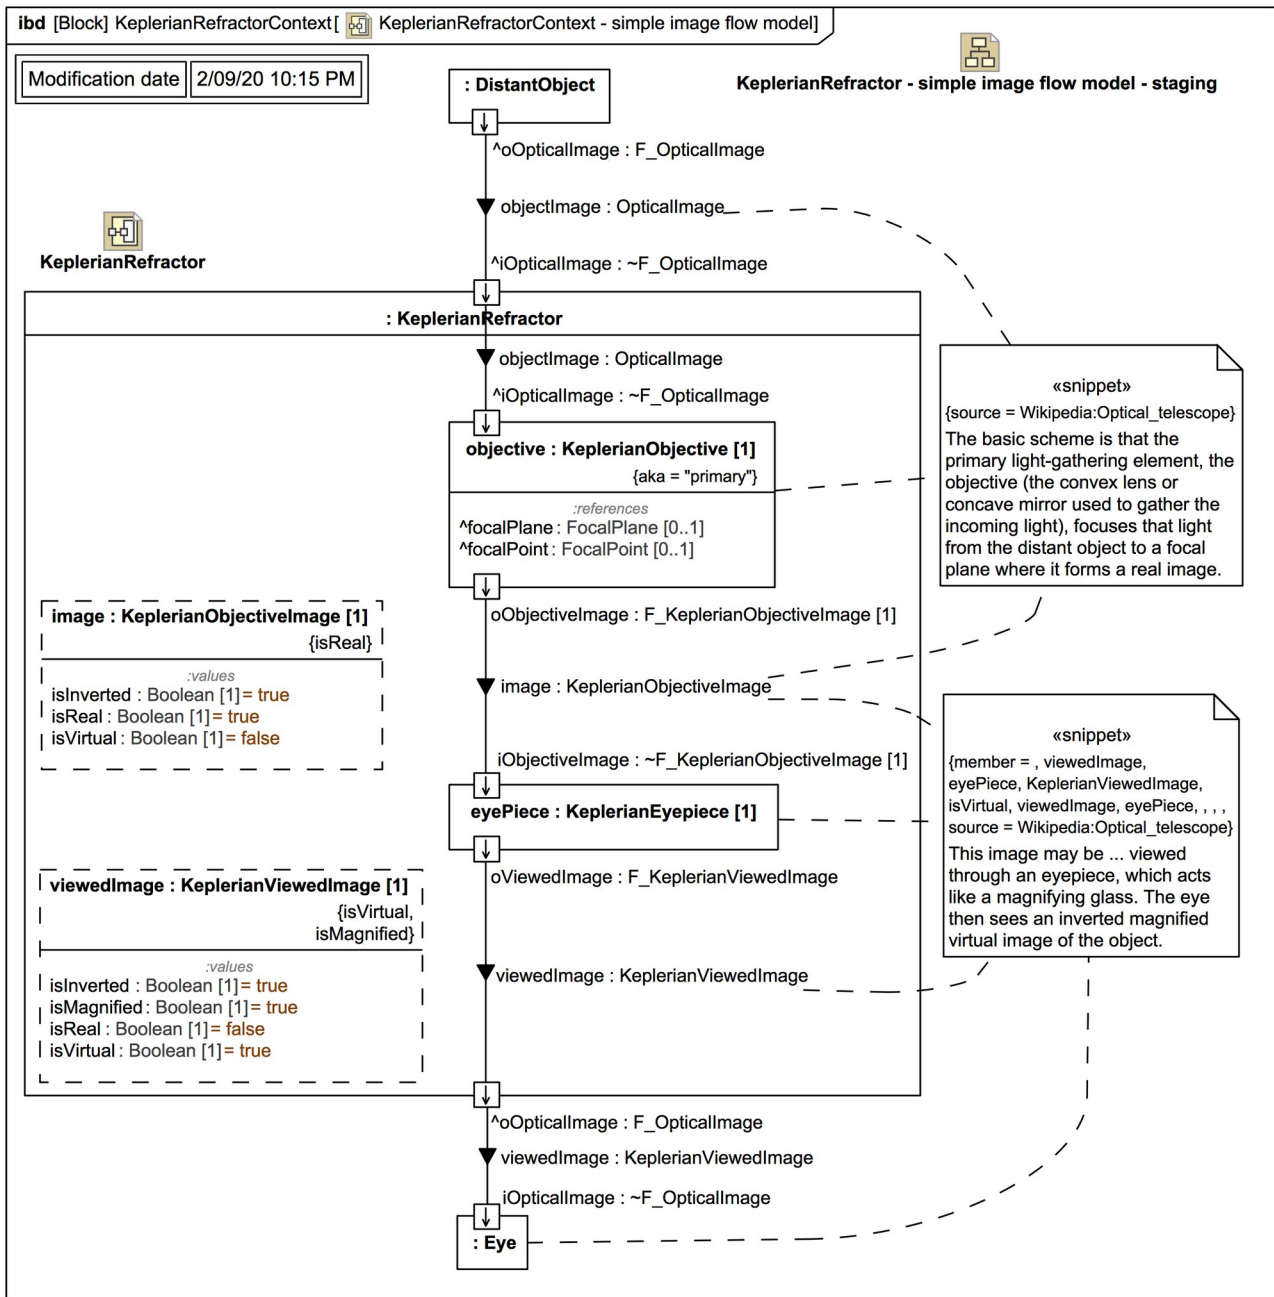 ibd [Block] KeplerianRefractorContext[ KeplerianRefractorContext - simple image flow model]
Modification date 2/09/20 10:15 PM
KeplerianRefractor - simple image flow model - staging
: DistantObject
^oOpticalImage : F_OpticalImage
objectImage : OpticalImage
KeplerianRefractor
^iOpticalImage : ~F_OpticalImage
: KeplerianRefractor
objectImage : OpticalImage
^iOpticalImage : ~F_OpticalImage
objective : KeplerianObjective [1]
{aka = "primary"}
:references
^focalPlane : FocalPlane [0..1]
^focalPoint : FocalPoint [0..1]
«snippet»
{source = Wikipedia:Optical_telescope}
The basic scheme is that the
primary light-gathering element, the
objective (the convex lens or
concave mirror used to gather the
incoming light), focuses that light
from the distant object to a focal
plane where it forms a real image.
oObjectiveImage : F_KeplerianObjectiveImage [1]
image : KeplerianObjectiveImage [1]
{isReal}
:values
isInverted : Boolean [1]= true
isReal : Boolean [1]= true
isVirtual : Boolean [1]= false
image : KeplerianObjectiveImage
iObjectiveImage : ~F_KeplerianObjectiveImage [1]
eyePiece : KeplerianEyepiece [1]
«snippet»
{member = , viewedImage,
eyePiece, KeplerianViewedImage,
isVirtual, viewedImage, eyePiece, , , ,
source = Wikipedia:Optical_telescope}
This image may be ... viewed
through an eyepiece, which acts
like a magnifying glass. The eye
then sees an inverted magnified
virtual image of the object.
oViewedImage : F_KeplerianViewedImage
viewedImage : KeplerianViewedImage [1]
{isVirtual,
isMagnified}
:values
isInverted : Boolean [1]= true
isMagnified : Boolean [1]= true
isReal : Boolean [1]= false
isVirtual : Boolean [1]= true
viewedImage : KeplerianViewedImage
^oOpticalImage : F_OpticalImage
viewedImage : KeplerianViewedImage
iOpticalImage : ~F_OpticalImage
: Eye